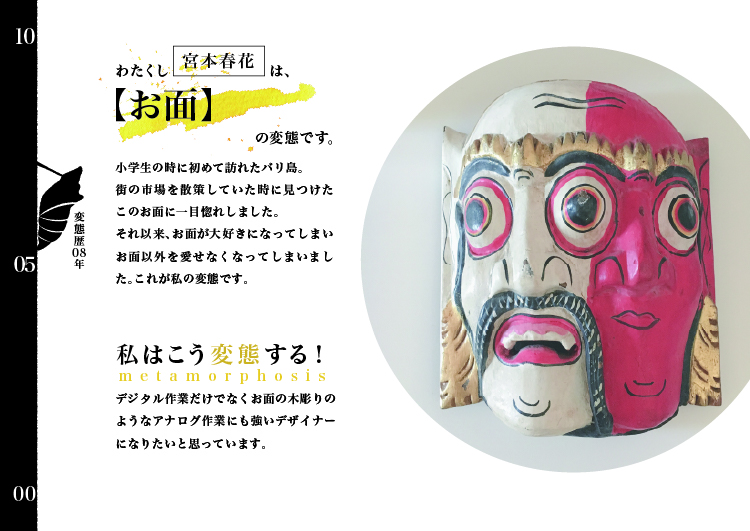 10
05
00
変態歴08年
わたくし 宮本春花 は、
【お面】
の変態です。
小学生の時に初めて訪れたバリ島。
街の市場を散策していた時に見つけた
このお面に一目惚れしました。
それ以来、お面が大好きになってしまい
お面以外を愛せなくなってしまいまし
た。これが私の変態です。
私はこう変態する！
metamorphosis
デジタル作業だけでなくお面の木彫りの
ようなアナログ作業にも強いデザイナー
になりたいと思っています。